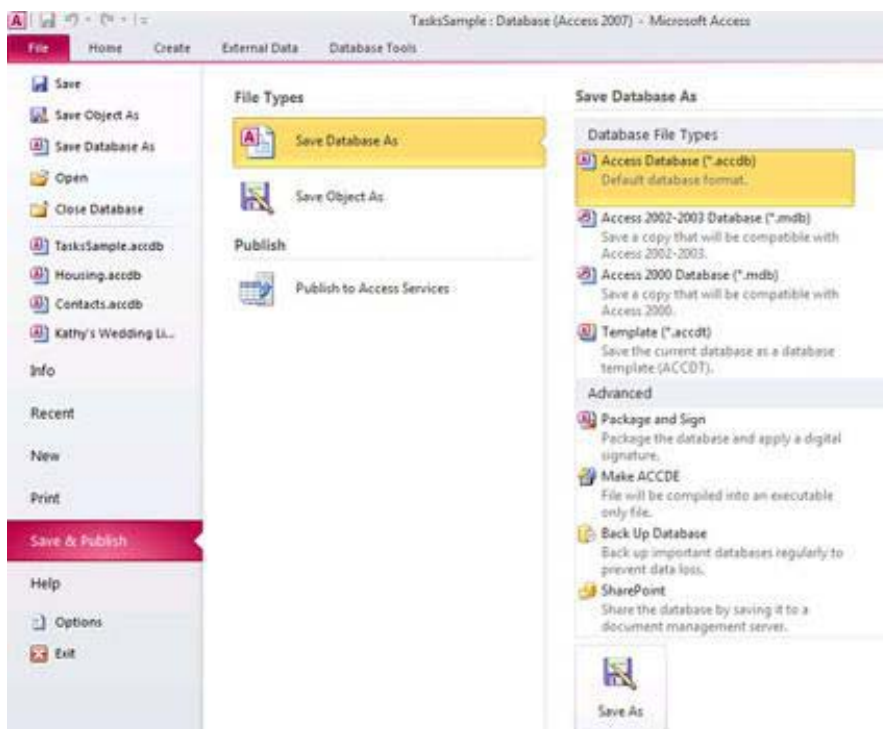 TasksSample : Database (Access 2007) - Microsoft Access
File Home Create External Data Database Tools
Save
Save Object As
Save Database As
Open
Close Database
TasksSample.accdb
Housing.accdb
Contacts.accdb
Kathy's Wedding Li...
Info
Recent
New
Print
Save & Publish
Help
Options
Exit
File Types
Save Database As
Save Object As
Publish
Publish to Access Services
Save Database As
Database File Types
Access Database (*.accdb)
Default database format.
Access 2002-2003 Database (*.mdb)
Save a copy that will be compatible with
Access 2002-2003.
Access 2000 Database (*.mdb)
Save a copy that will be compatible with
Access 2000.
Template (*.accdt)
Save the current database as a database
template (ACCDT).
Advanced
Package and Sign
Package the database and apply a digital
signature.
Make ACCDE
File will be compiled into an executable
only file.
Back Up Database
Back up important databases regularly to
prevent data loss.
SharePoint
Share the database by saving it to a
document management server.
Save As